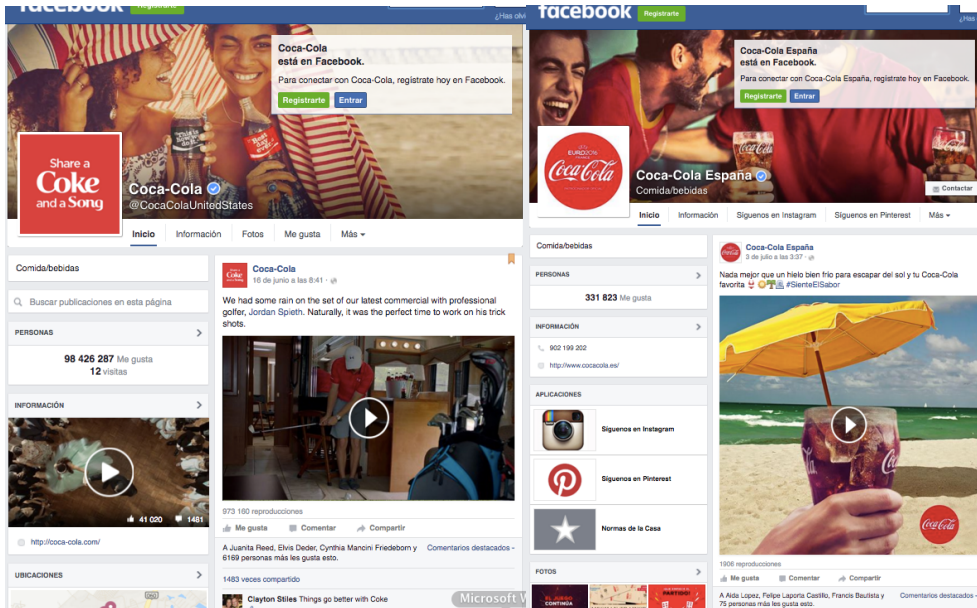 facebook
Registrarte
Coca-Cola
está en Facebook.
Para conectar con Coca-Cola, regístrate hoy en Facebook.
Registrarte Entrar
Share a
Coke
and a Song
Coca-Cola
@CocaColaUnitedStates
Inicio Información Fotos Me gusta Más
Comida/bebidas
Buscar publicaciones en esta página
PERSONAS
98 426 287 Me gusta
12 visitas
INFORMACIÓN
41 020 1481
http://coca-cola.com/
UBICACIONES
Coca-Cola
16 de junio a las 8:41 ·
We had some rain on the set of our latest commercial with professional
golfer, Jordan Spieth. Naturally, it was the perfect time to work on his trick
shots.
973 160 reproducciones
Me gusta Comentar Compartir
A Juanita Reed, Elvis Deder, Cynthia Mancini Friedeborn y
6169 personas más les gusta esto.
Comentarios destacados
1483 veces compartido
Clayton Stiles Things go better with Coke
Microsoft W
facebook
Registrarte
¿Has
Coca-Cola España
está en Facebook.
Para conectar con Coca-Cola España, regístrate hoy en Facebook.
Registrarte Entrar
EURO2016
Coca-Cola
Coca-Cola España
Comida/bebidas
Contactar
Inicio Información Síguenos en Instagram Síguenos en Pinterest Más
Comida/bebidas
PERSONAS
331 823 Me gusta
INFORMACIÓN
902 199 202
http://www.cocacola.es/
APLICACIONES
Síguenos en Instagram
Síguenos en Pinterest
Normas de la Casa
FOTOS
CONTINÚA
PARTIDO!
Coca-Cola España
3 de julio a las 3:37 ·
Nada mejor que un hielo bien frío para escapar del sol y tu Coca-Cola
favorita #SienteElSabor
Coca-Cola
1906 reproducciones
Me gusta Comentar Compartir
A Aida Lopez, Felipe Laporta Castillo, Francis Bautista y
75 personas más les gusta esto.
Comentarios destacados